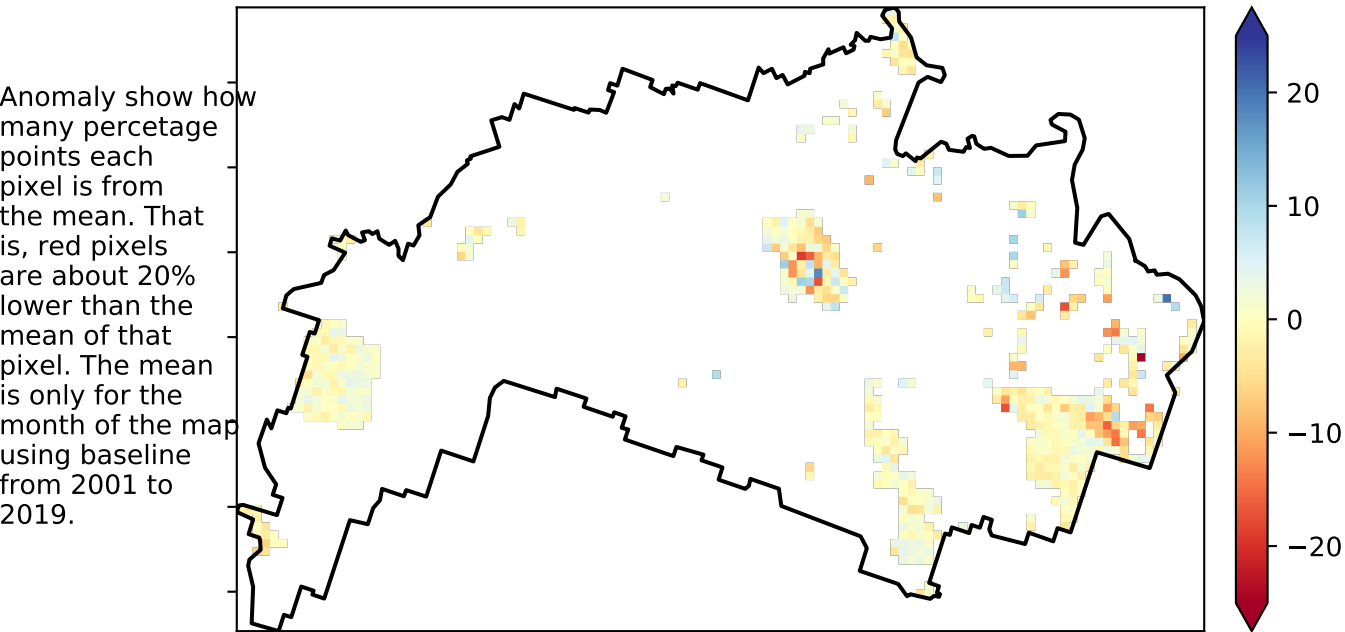 Anomaly show how
many percetage
points each
pixel is from
the mean. That
is, red pixels
are about 20%
lower than the
mean of that
pixel. The mean
is only for the
month of the map
using baseline
from 2001 to
2019.
20
10
0
−10
−20